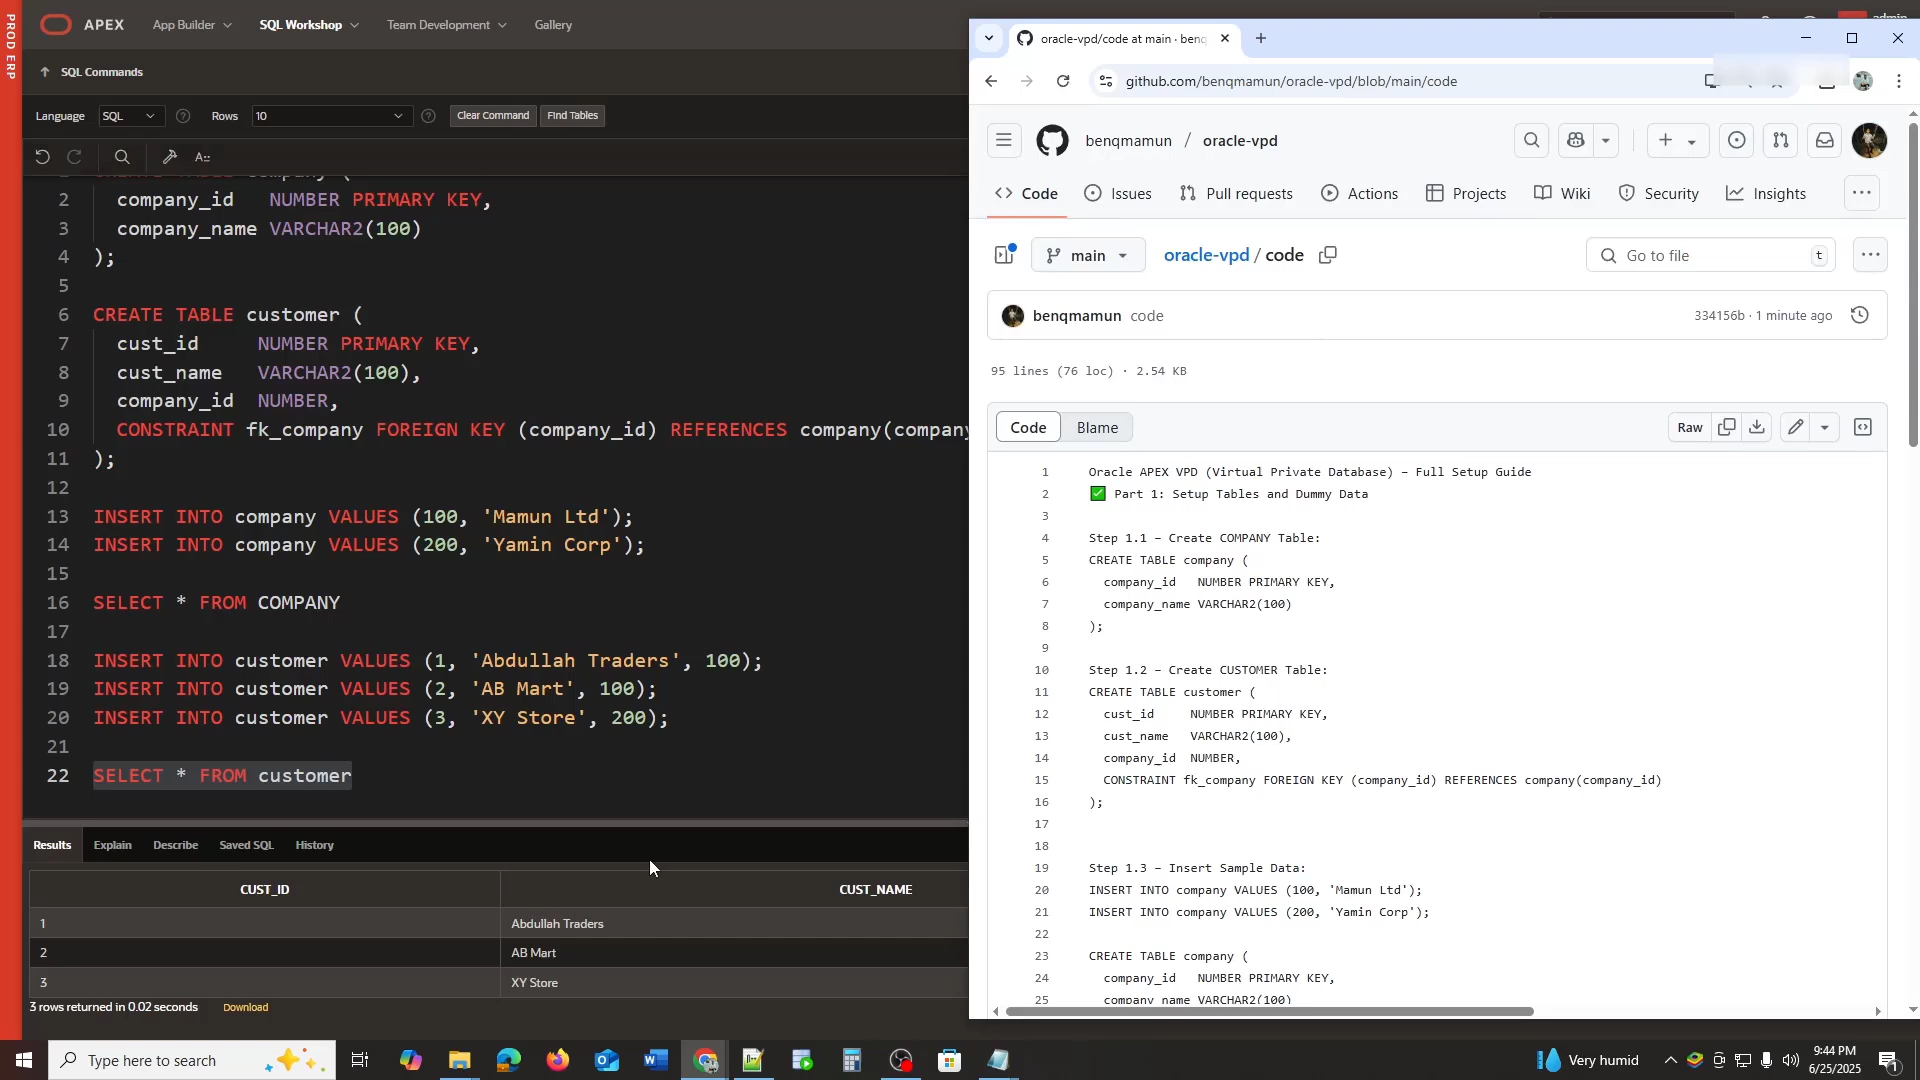 PROD ERP
APEX
App Builder
SQL Workshop
Team Development
Gallery
SQL Commands
Language
SQL
Rows
10
Clear Command
Find Tables
2 company_id NUMBER PRIMARY KEY,
3 company_name VARCHAR2(100)
4 );
5
6 CREATE TABLE customer (
7 cust_id NUMBER PRIMARY KEY,
8 cust_name VARCHAR2(100),
9 company_id NUMBER,
10 CONSTRAINT fk_company FOREIGN KEY (company_id) REFERENCES company(company
11 );
12
13 INSERT INTO company VALUES (100, 'Mamun Ltd');
14 INSERT INTO company VALUES (200, 'Yamin Corp');
15
16 SELECT * FROM COMPANY
17
18 INSERT INTO customer VALUES (1, 'Abdullah Traders', 100);
19 INSERT INTO customer VALUES (2, 'AB Mart', 100);
20 INSERT INTO customer VALUES (3, 'XY Store', 200);
21
22 SELECT * FROM customer
Results Explain Describe Saved SQL History
CUST_ID CUST_NAME
1 Abdullah Traders
2 AB Mart
3 XY Store
3 rows returned in 0.02 seconds Download
admin
oracle-vpd/code at main · benq
github.com/benqmamun/oracle-vpd/blob/main/code
benqmamun / oracle-vpd
Code Issues Pull requests Actions Projects Wiki Security Insights
main
oracle-vpd / code
Go to file t
benqmamun code
334156b · 1 minute ago
95 lines (76 loc) · 2.54 KB
Code Blame
Raw
1 Oracle APEX VPD (Virtual Private Database) – Full Setup Guide
2 ✅ Part 1: Setup Tables and Dummy Data
3
4 Step 1.1 – Create COMPANY Table:
5 CREATE TABLE company (
6 company_id NUMBER PRIMARY KEY,
7 company_name VARCHAR2(100)
8 );
9
10 Step 1.2 – Create CUSTOMER Table:
11 CREATE TABLE customer (
12 cust_id NUMBER PRIMARY KEY,
13 cust_name VARCHAR2(100),
14 company_id NUMBER,
15 CONSTRAINT fk_company FOREIGN KEY (company_id) REFERENCES company(company_id)
16 );
17
18
19 Step 1.3 – Insert Sample Data:
20 INSERT INTO company VALUES (100, 'Mamun Ltd');
21 INSERT INTO company VALUES (200, 'Yamin Corp');
22
23 CREATE TABLE company (
24 company_id NUMBER PRIMARY KEY,
25 company_name VARCHAR2(100)
Type here to search
Very humid
9:44 PM
6/25/2025
1